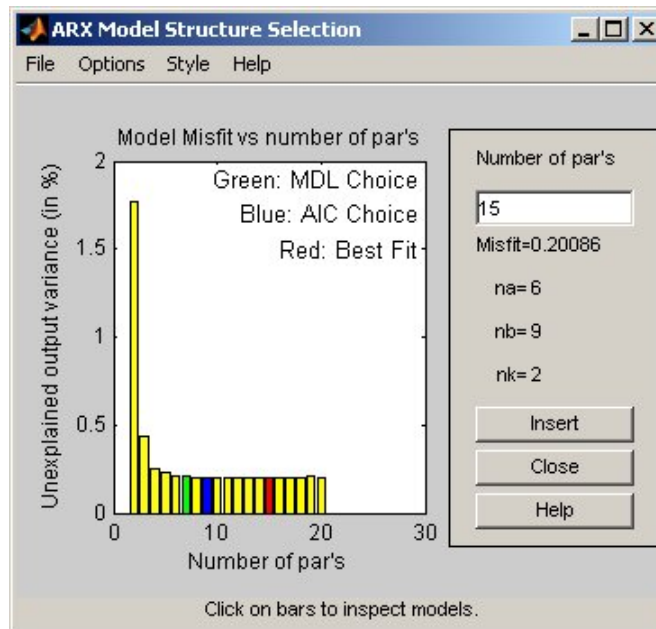 ARX Model Structure Selection
File Options Style Help
Model Misfit vs number of par's
Green: MDL Choice
Blue: AIC Choice
Red: Best Fit
Unexplained output variance (in %)
2
1.5
1
0.5
0
0 10 20 30
Number of par's
Number of par's
15
Misfit=0.20086
na= 6
nb= 9
nk= 2
Insert
Close
Help
Click on bars to inspect models.